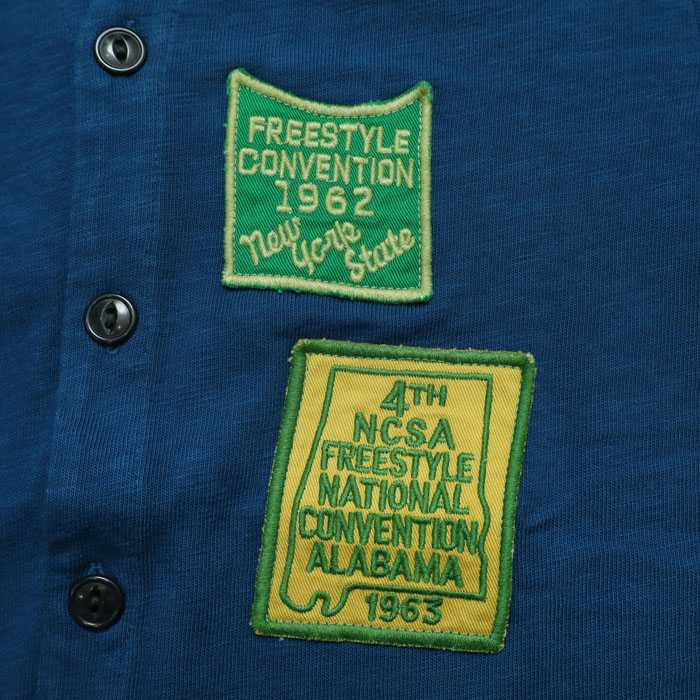 FREESTYLE
CONVENTION
1962
New York State
4TH
NCSA
FREESTYLE
NATIONAL
CONVENTION
ALABAMA
1963